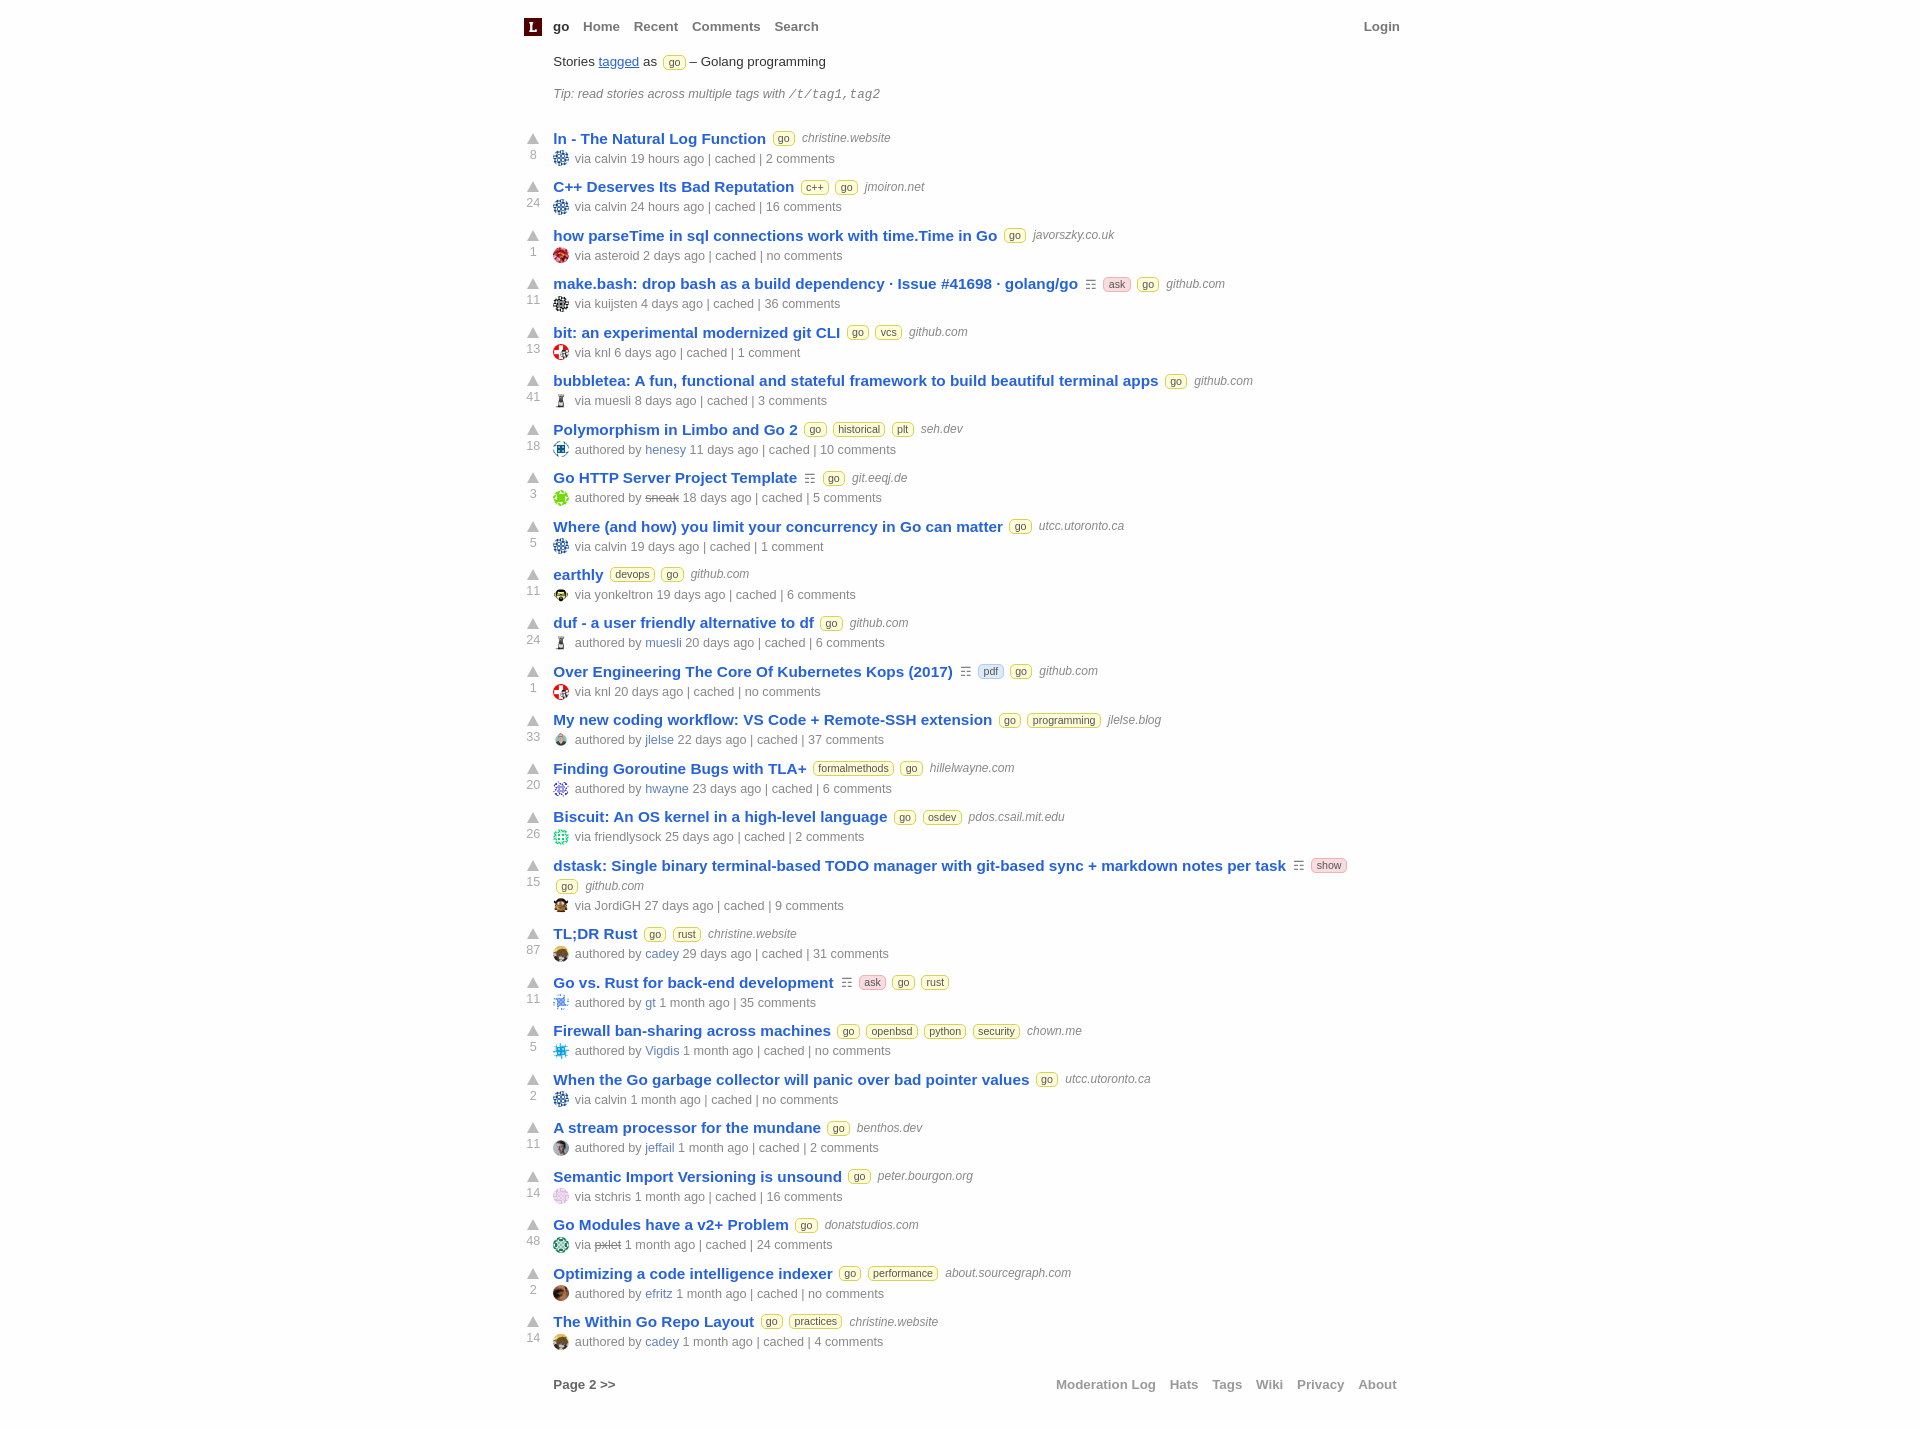 L go Home Recent Comments Search Login
Stories tagged as go – Golang programming
Tip: read stories across multiple tags with /t/tag1,tag2
ln - The Natural Log Function go christine.website
8 via calvin 19 hours ago | cached | 2 comments
C++ Deserves Its Bad Reputation c++ go jmoiron.net
24 via calvin 24 hours ago | cached | 16 comments
how parseTime in sql connections work with time.Time in Go go javorszky.co.uk
1 via asteroid 2 days ago | cached | no comments
make.bash: drop bash as a build dependency · Issue #41698 · golang/go ☶ ask go github.com
11 via kuijsten 4 days ago | cached | 36 comments
bit: an experimental modernized git CLI go vcs github.com
13 via knl 6 days ago | cached | 1 comment
bubbletea: A fun, functional and stateful framework to build beautiful terminal apps go github.com
41 via muesli 8 days ago | cached | 3 comments
Polymorphism in Limbo and Go 2 go historical plt seh.dev
18 authored by henesy 11 days ago | cached | 10 comments
Go HTTP Server Project Template ☶ go git.eeqj.de
3 authored by sneak 18 days ago | cached | 5 comments
Where (and how) you limit your concurrency in Go can matter go utcc.utoronto.ca
5 via calvin 19 days ago | cached | 1 comment
earthly devops go github.com
11 via yonkeltron 19 days ago | cached | 6 comments
duf - a user friendly alternative to df go github.com
24 authored by muesli 20 days ago | cached | 6 comments
Over Engineering The Core Of Kubernetes Kops (2017) ☶ pdf go github.com
1 via knl 20 days ago | cached | no comments
My new coding workflow: VS Code + Remote-SSH extension go programming jlelse.blog
33 authored by jlelse 22 days ago | cached | 37 comments
Finding Goroutine Bugs with TLA+ formalmethods go hillelwayne.com
20 authored by hwayne 23 days ago | cached | 6 comments
Biscuit: An OS kernel in a high-level language go osdev pdos.csail.mit.edu
26 via friendlysock 25 days ago | cached | 2 comments
dstask: Single binary terminal-based TODO manager with git-based sync + markdown notes per task ☶ show
15 go github.com
via JordiGH 27 days ago | cached | 9 comments
TL;DR Rust go rust christine.website
87 authored by cadey 29 days ago | cached | 31 comments
Go vs. Rust for back-end development ☶ ask go rust
11 authored by gt 1 month ago | 35 comments
Firewall ban-sharing across machines go openbsd python security chown.me
5 authored by Vigdis 1 month ago | cached | no comments
When the Go garbage collector will panic over bad pointer values go utcc.utoronto.ca
2 via calvin 1 month ago | cached | no comments
A stream processor for the mundane go benthos.dev
11 authored by jeffail 1 month ago | cached | 2 comments
Semantic Import Versioning is unsound go peter.bourgon.org
14 via stchris 1 month ago | cached | 16 comments
Go Modules have a v2+ Problem go donatstudios.com
48 via pxlet 1 month ago | cached | 24 comments
Optimizing a code intelligence indexer go performance about.sourcegraph.com
2 authored by efritz 1 month ago | cached | no comments
The Within Go Repo Layout go practices christine.website
14 authored by cadey 1 month ago | cached | 4 comments
Page 2 >> Moderation Log Hats Tags Wiki Privacy About